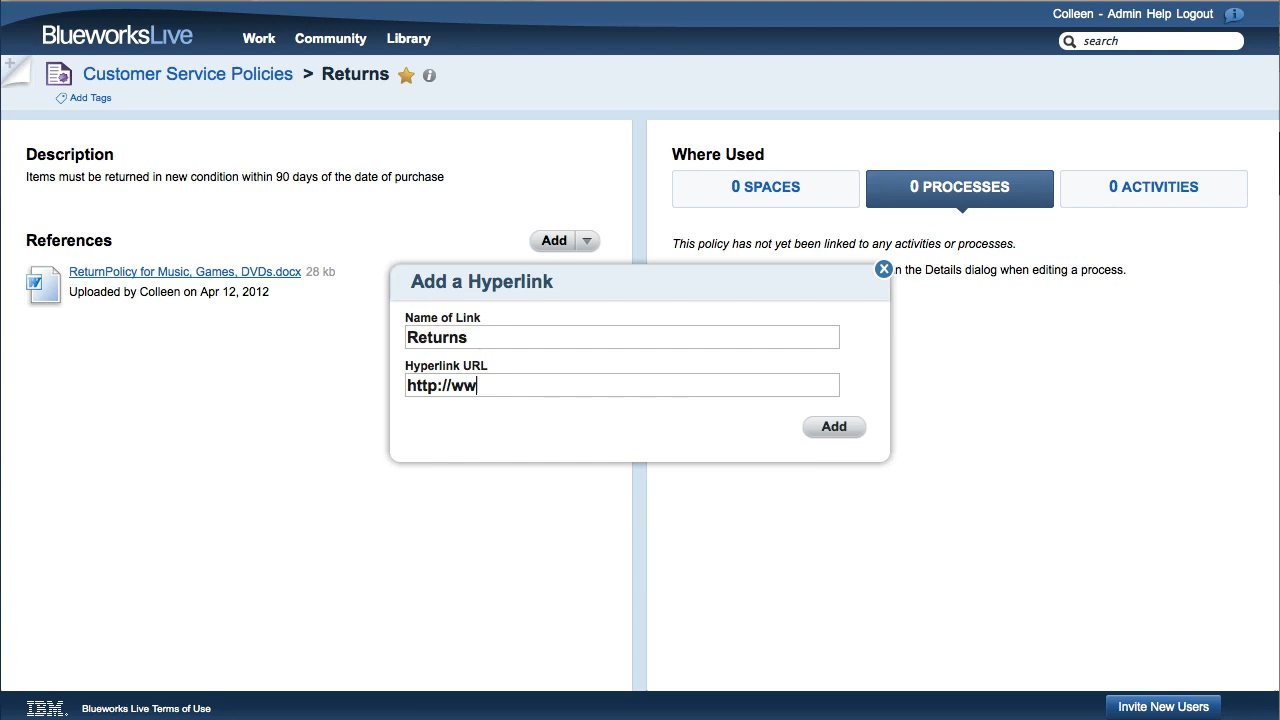 Colleen - Admin Help Logout
BlueworksLive Work Community Library
search
Customer Service Policies > Returns
Add Tags
Description
Items must be returned in new condition within 90 days of the date of purchase
References
Add
ReturnPolicy for Music, Games, DVDs.docx 28 kb
Uploaded by Colleen on Apr 12, 2012
Where Used
0 SPACES 0 PROCESSES 0 ACTIVITIES
This policy has not yet been linked to any activities or processes.
n the Details dialog when editing a process.
Add a Hyperlink
Name of Link
Returns
Hyperlink URL
http://ww
Add
IBM. Blueworks Live Terms of Use
Invite New Users